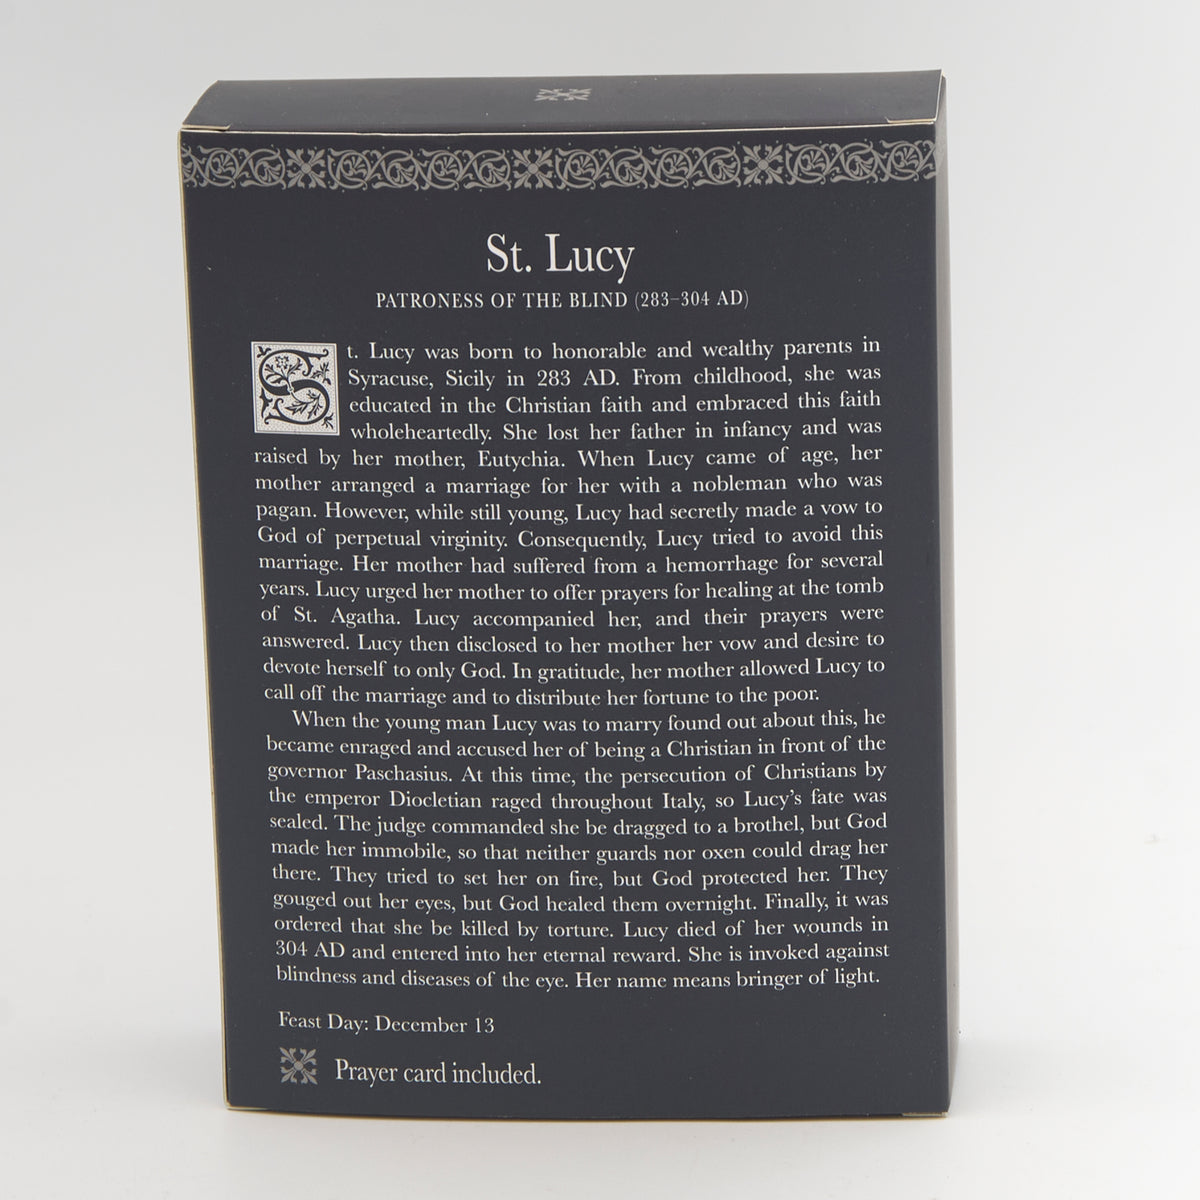 St. Lucy
PATRONESS OF THE BLIND (283–304 AD)
St. Lucy was born to honorable and wealthy parents in
Syracuse, Sicily in 283 AD. From childhood, she was
educated in the Christian faith and embraced this faith
wholeheartedly. She lost her father in infancy and was
raised by her mother, Eutychia. When Lucy came of age, her
mother arranged a marriage for her with a nobleman who was
pagan. However, while still young, Lucy had secretly made a vow to
God of perpetual virginity. Consequently, Lucy tried to avoid this
marriage. Her mother had suffered from a hemorrhage for several
years. Lucy urged her mother to offer prayers for healing at the tomb
of St. Agatha. Lucy accompanied her, and their prayers were
answered. Lucy then disclosed to her mother her vow and desire to
devote herself to only God. In gratitude, her mother allowed Lucy to
call off the marriage and to distribute her fortune to the poor.
When the young man Lucy was to marry found out about this, he
became enraged and accused her of being a Christian in front of the
governor Paschasius. At this time, the persecution of Christians by
the emperor Diocletian raged throughout Italy, so Lucy's fate was
sealed. The judge commanded she be dragged to a brothel, but God
made her immobile, so that neither guards nor oxen could drag her
there. They tried to set her on fire, but God protected her. They
gouged out her eyes, but God healed them overnight. Finally, it was
ordered that she be killed by torture. Lucy died of her wounds in
304 AD and entered into her eternal reward. She is invoked against
blindness and diseases of the eye. Her name means bringer of light.
Feast Day: December 13
Prayer card included.